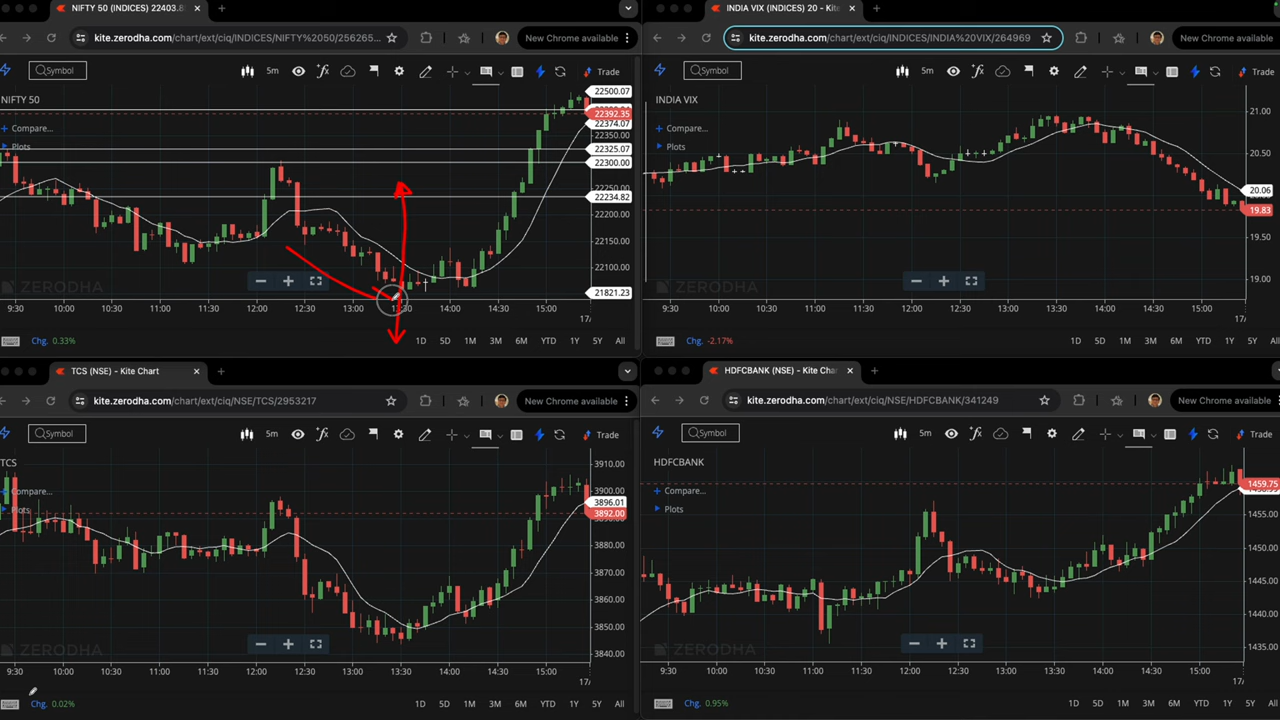 NIFTY 50 (INDICES) 22403.8
kite.zerodha.com/chart/ext/ciq/INDICES/NIFTY%2050/256265...
New Chrome available
Symbol
5m
Trade
NIFTY 50
Compare...
Plots
22500.07
22392.35
22374.07
22350.00
22325.07
22300.00
22250.00
22234.82
22200.00
22150.00
22100.00
21821.23
ZERODHA
9:30 10:00 10:30 11:00 11:30 12:00 12:30 13:00 13:30 14:00 14:30 15:00
17/
Chg. 0.33%
1D 5D 1M 3M 6M YTD 1Y 5Y All
INDIA VIX (INDICES) 20 - Kite
kite.zerodha.com/chart/ext/ciq/INDICES/INDIA%20VIX/264969
New Chrome available
Symbol
5m
Trade
INDIA VIX
Compare...
Plots
21.00
20.50
20.06
19.83
19.50
19.00
ZERODHA
9:30 10:00 10:30 11:00 11:30 12:00 12:30 13:00 13:30 14:00 14:30 15:00
17/
Chg. -2.17%
1D 5D 1M 3M 6M YTD 1Y 5Y All
TCS (NSE) - Kite Chart
kite.zerodha.com/chart/ext/ciq/NSE/TCS/2953217
New Chrome available
Symbol
5m
Trade
TCS
Compare...
Plots
3910.00
3900.00
3896.01
3892.00
3880.00
3870.00
3860.00
3850.00
3840.00
ZERODHA
9:30 10:00 10:30 11:00 11:30 12:00 12:30 13:00 13:30 14:00 14:30 15:00
17/
Chg. 0.02%
1D 5D 1M 3M 6M YTD 1Y 5Y All
HDFCBANK (NSE) - Kite Cha
kite.zerodha.com/chart/ext/ciq/NSE/HDFCBANK/341249
New Chrome available
Symbol
5m
Trade
HDFCBANK
Compare...
Plots
1459.75
1455.00
1450.00
1445.00
1440.00
1435.00
ZERODHA
9:30 10:00 10:30 11:00 11:30 12:00 12:30 13:00 13:30 14:00 14:30 15:00
17/
Chg. 0.95%
1D 5D 1M 3M 6M YTD 1Y 5Y All